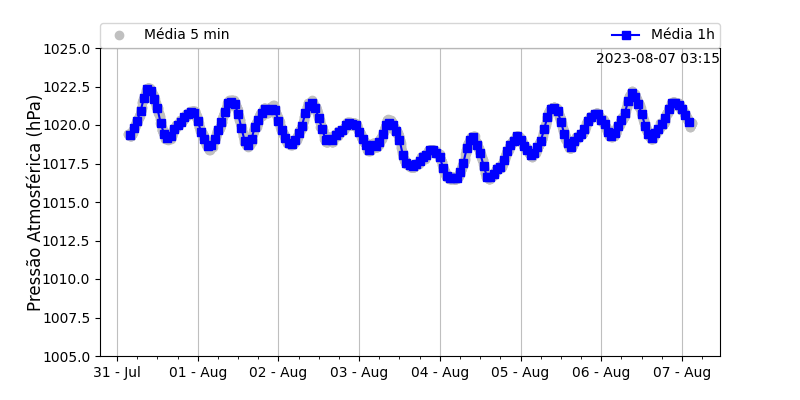 Média 5 min
Média 1h
2023-08-07 03:15
Pressão Atmosférica (hPa)
1025.0
1022.5
1020.0
1017.5
1015.0
1012.5
1010.0
1007.5
1005.0
31 - Jul
01 - Aug
02 - Aug
03 - Aug
04 - Aug
05 - Aug
06 - Aug
07 - Aug